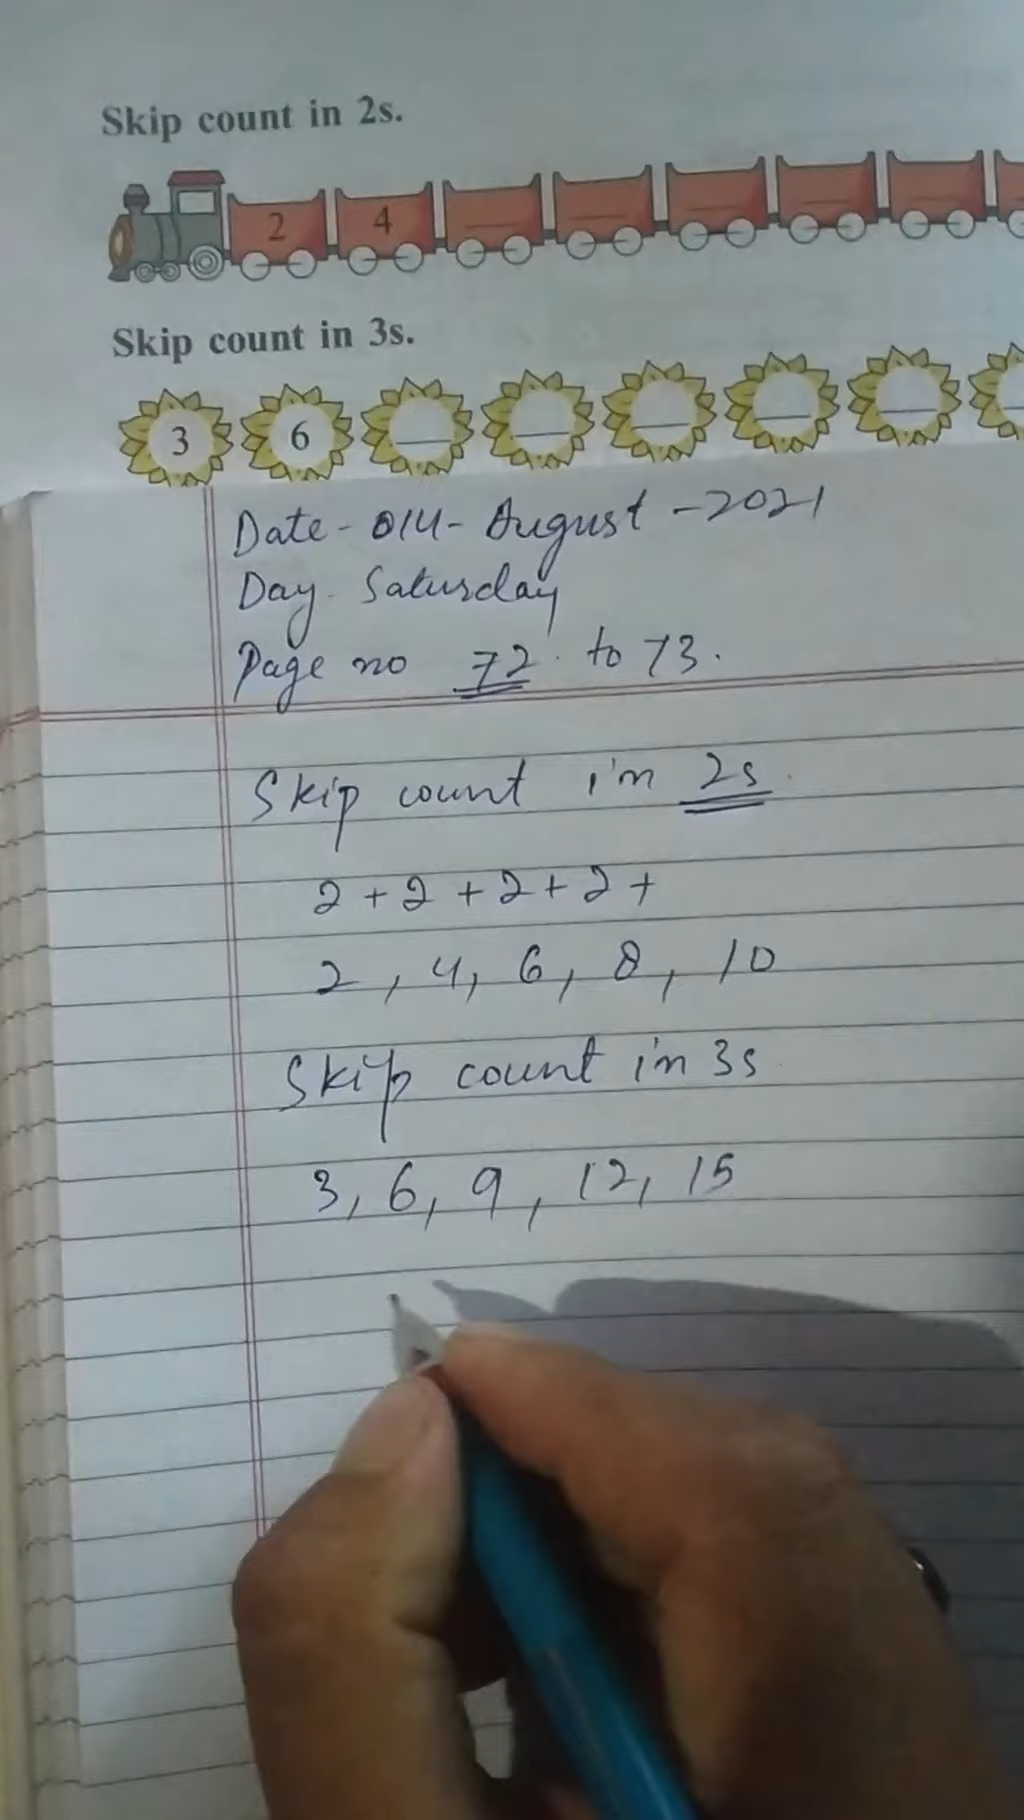 Skip count in 2s.
2 4
Skip count in 3s.
3 6
Date - 014 - August - 2021
Day. Saturday
Page no 72 to 73.
Skip count in 2s.
2 + 2 + 2 + 2 +
2, 4, 6, 8, 10
Skip count in 3s
3, 6, 9, 12, 15